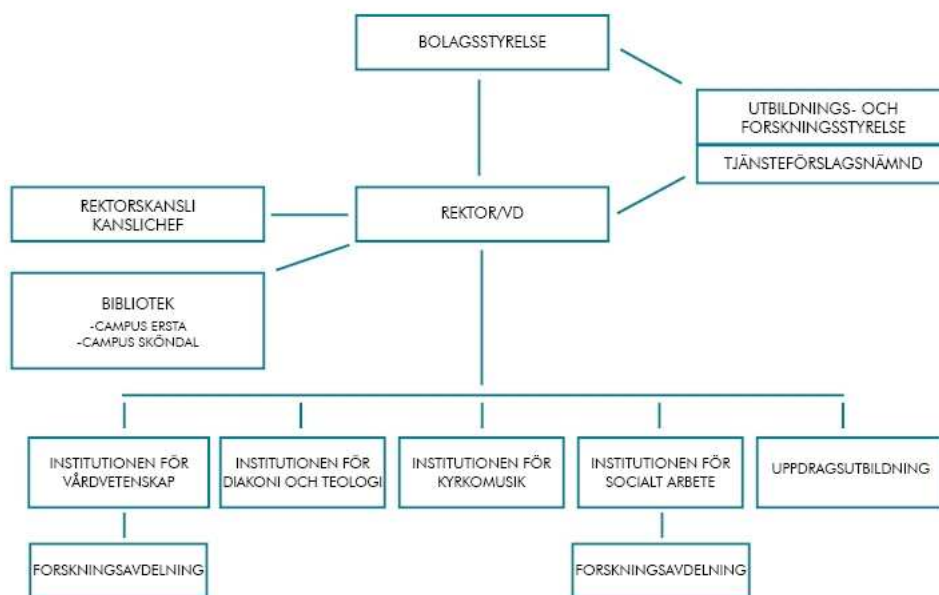 BOLAGSSTYRELSE
UTBILDNINGS- OCH
FORSKNINGSSTYRELSE
TJÄNSTEFÖRSLAGSNÄMND
REKTORSKANSLI
KANSLICHEF
REKTOR/VD
BIBLIOTEK
-CAMPUS ERSTA
-CAMPUS SKÖNDAL
INSTITUTIONEN FÖR
VÅRDVETENSKAP
INSTITUTIONEN FÖR
DIAKONI OCH TEOLOGI
INSTITUTIONEN FÖR
KYRKOMUSIK
INSTITUTIONEN FÖR
SOCIALT ARBETE
UPPDRAGSUTBILDNING
FORSKNINGSAVDELNING
FORSKNINGSAVDELNING